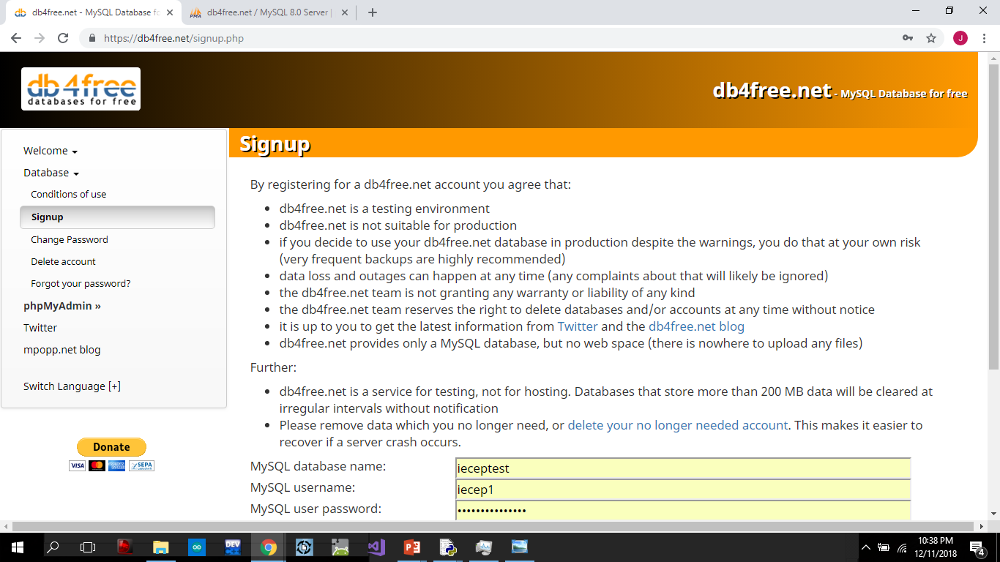 db4free.net - MySQL Database fo
db4free.net / MySQL 8.0 Server |
https://db4free.net/signup.php
J
db4free
databases for free
db4free.net - MySQL Database for free
Welcome
Database
Conditions of use
Signup
Change Password
Delete account
Forgot your password?
phpMyAdmin »
Twitter
mpopp.net blog
Switch Language [+]
Donate
VISA
SEPA
Signup
By registering for a db4free.net account you agree that:
• db4free.net is a testing environment
• db4free.net is not suitable for production
• if you decide to use your db4free.net database in production despite the warnings, you do that at your own risk
(very frequent backups are highly recommended)
• data loss and outages can happen at any time (any complaints about that will likely be ignored)
• the db4free.net team is not granting any warranty or liability of any kind
• the db4free.net team reserves the right to delete databases and/or accounts at any time without notice
• it is up to you to get the latest information from Twitter and the db4free.net blog
• db4free.net provides only a MySQL database, but no web space (there is nowhere to upload any files)
Further:
• db4free.net is a service for testing, not for hosting. Databases that store more than 200 MB data will be cleared at
irregular intervals without notification
• Please remove data which you no longer need, or delete your no longer needed account. This makes it easier to
recover if a server crash occurs.
MySQL database name: ieceptest
MySQL username: iecep1
MySQL user password: •••••••••••••••
DEV
10:38 PM
12/11/2018
4